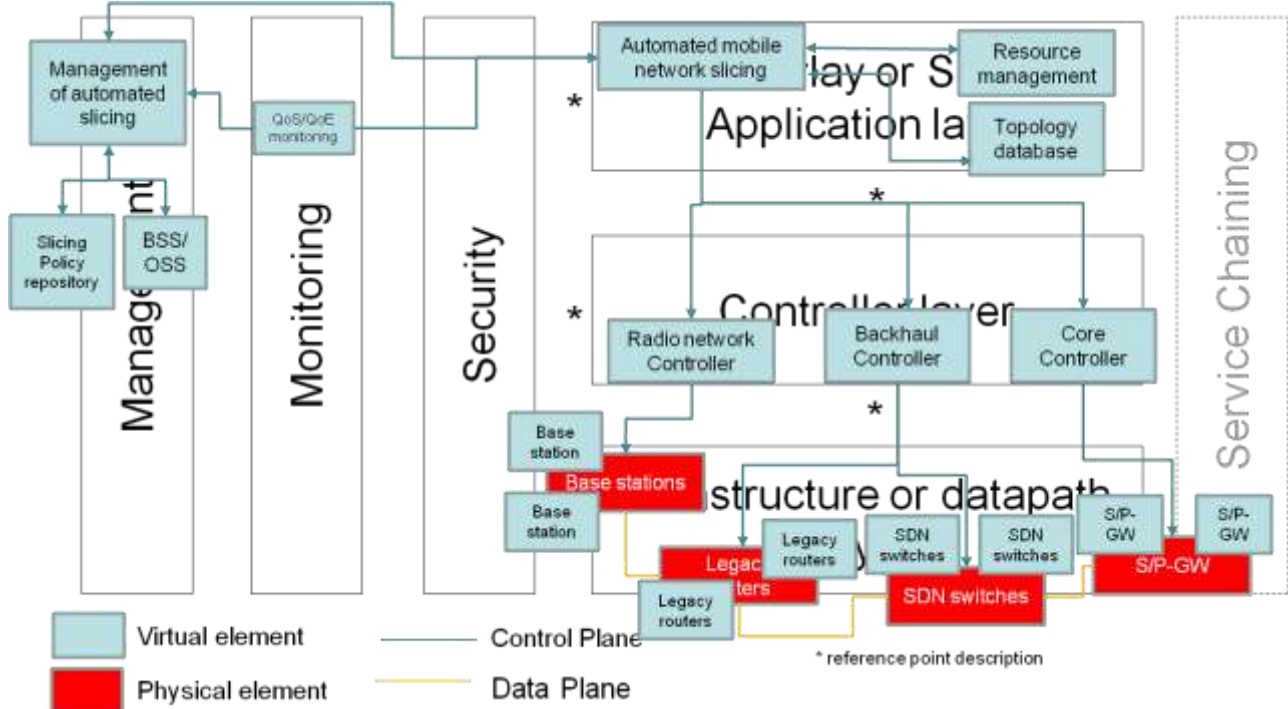 Management
of automated
slicing
QoS/QoE
monitoring
Slicing
Policy
repository
BSS/
OSS
Monitoring
Security
Automated mobile
network slicing
Resource
management
Application
Topology
database
*
*
*
*
Controller layer
Radio network
Controller
Backhaul
Controller
Core
Controller
Service Chaining
Base
station
Base stations
Base
station
or datapath
Legacy
routers
Legacy
routers
SDN
switches
SDN
switches
SDN switches
S/P-
GW
S/P-
GW
S/P-GW
Virtual element
Physical element
Control Plane
Data Plane
* reference point description